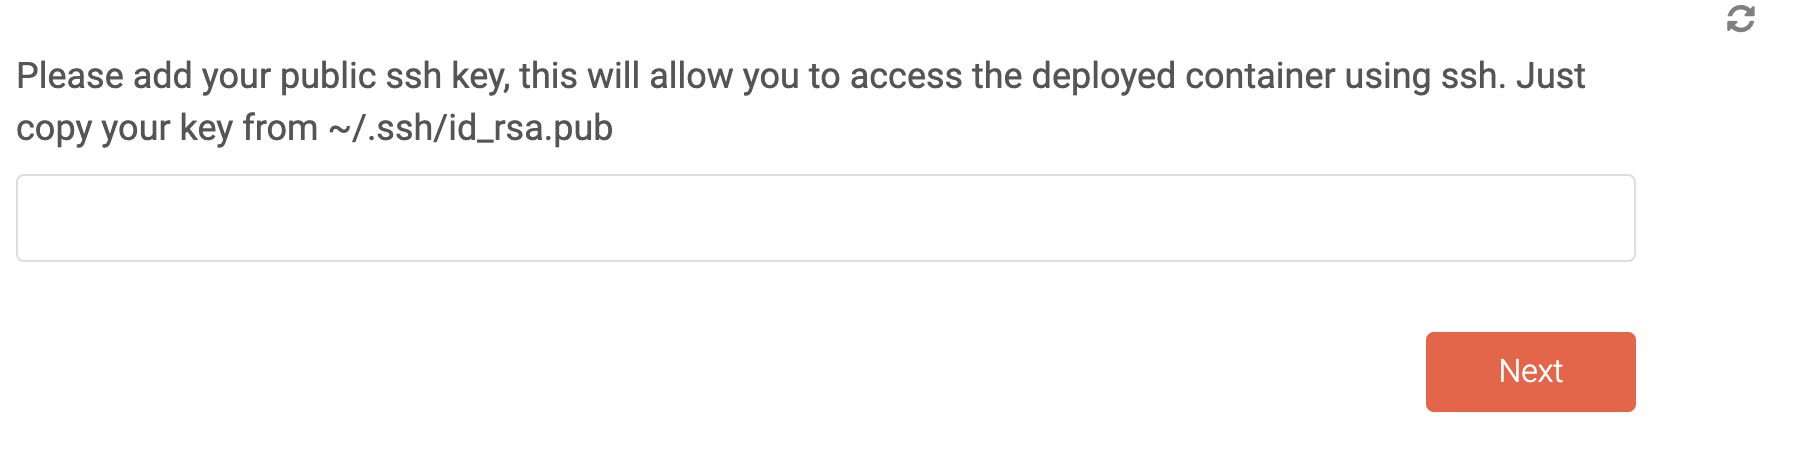 Please add your public ssh key, this will allow you to access the deployed container using ssh. Just
copy your key from ~/.ssh/id_rsa.pub
Next